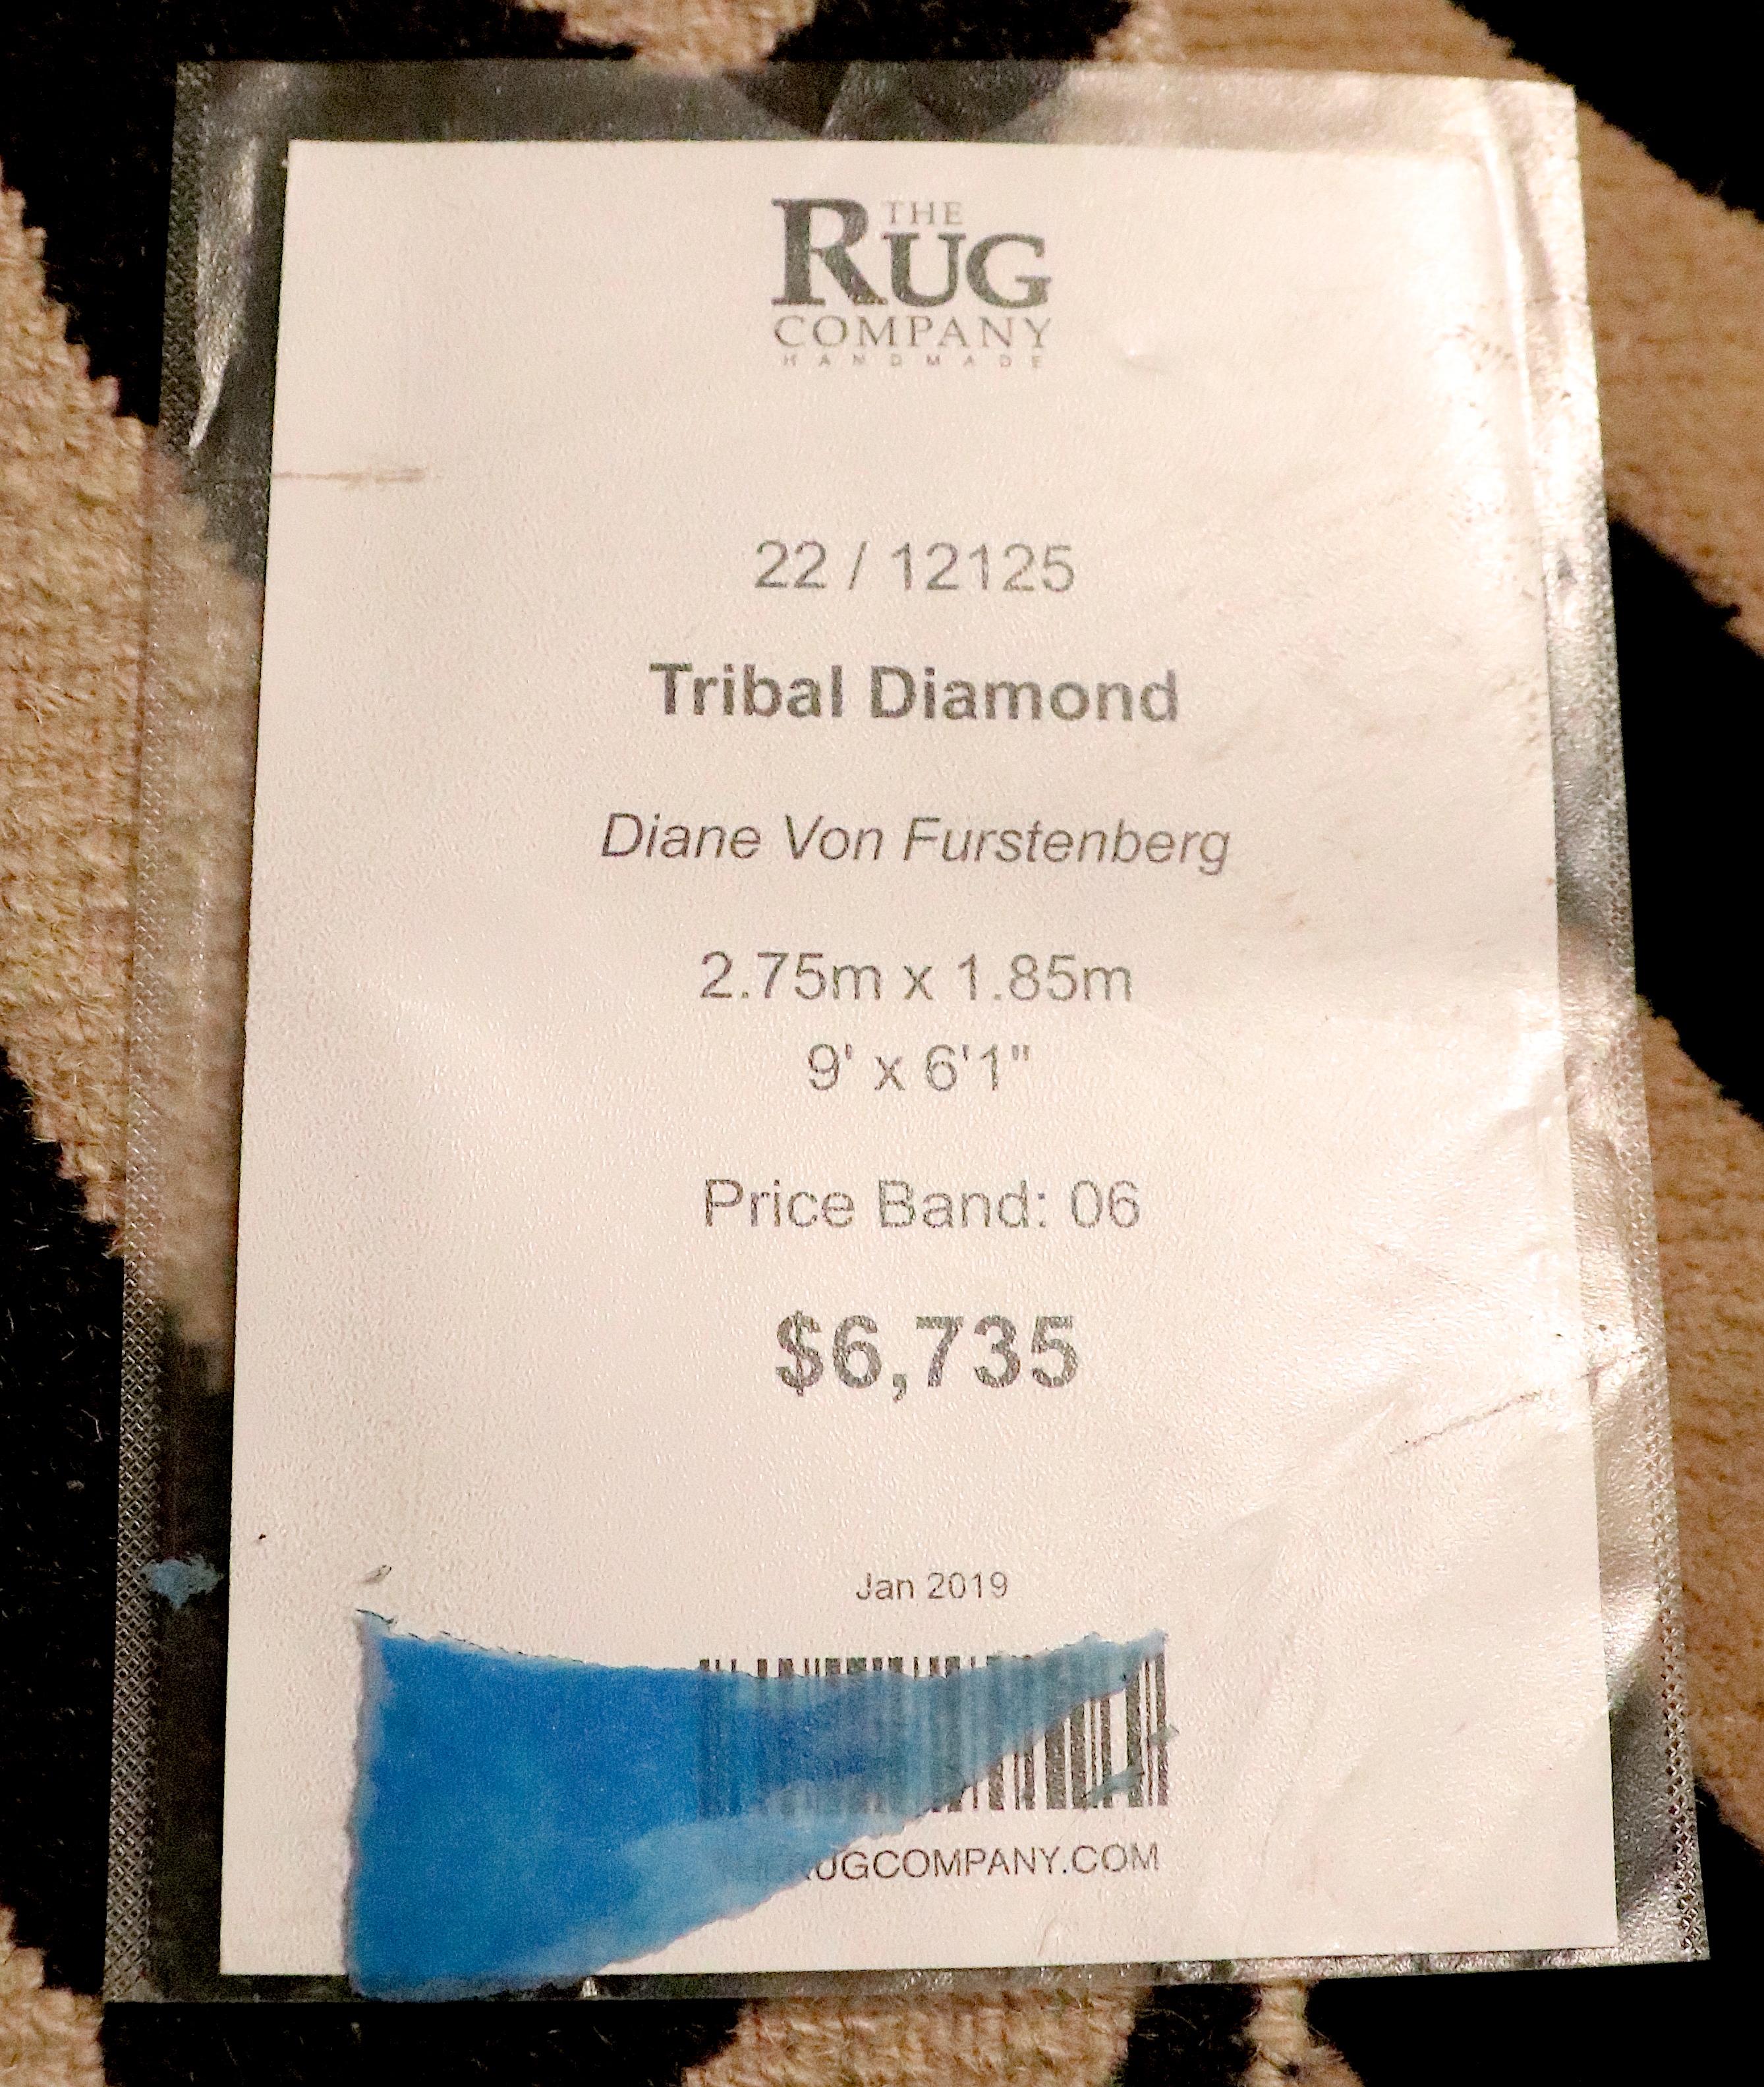 THE
RUG
COMPANY
HANDMADE
22 / 12125
Tribal Diamond
Diane Von Furstenberg
2.75m x 1.85m
9' x 6'1"
Price Band: 06
$6,735
Jan 2019
RUGCOMPANY.COM